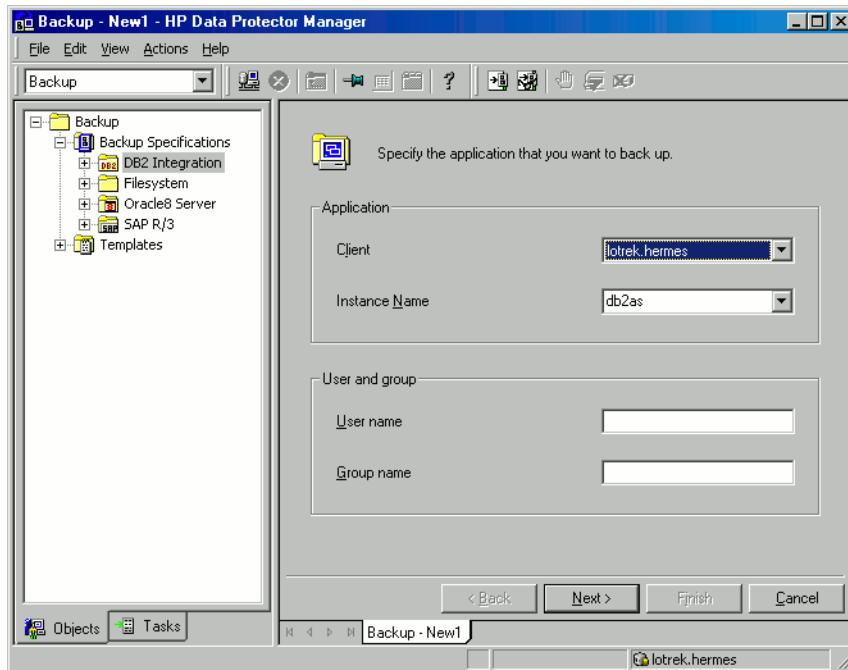 Backup - New1 - HP Data Protector Manager
File Edit View Actions Help
Backup
Backup
Backup Specifications
DB2 DB2 Integration
Filesystem
Oracle8 Server
SAP SAP R/3
Templates
Specify the application that you want to back up.
Application
Client lotrek.hermes
Instance Name db2as
User and group
User name
Group name
< Back Next > Finish Cancel
Objects Tasks Backup - New1
lotrek.hermes